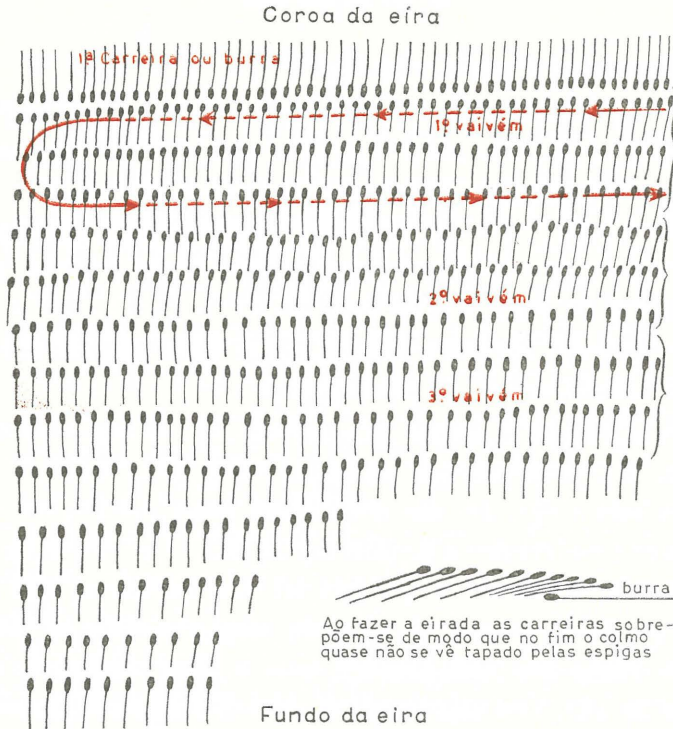 Coroa da eira
1ª Carreira ou burra
1º vaivém
2º vaivém
3º vaivém
burra
Ao fazer a eirada as carreiras sobre-
põem-se de modo que no fim o colmo
quase não se vê tapado pelas espigas
Fundo da eira